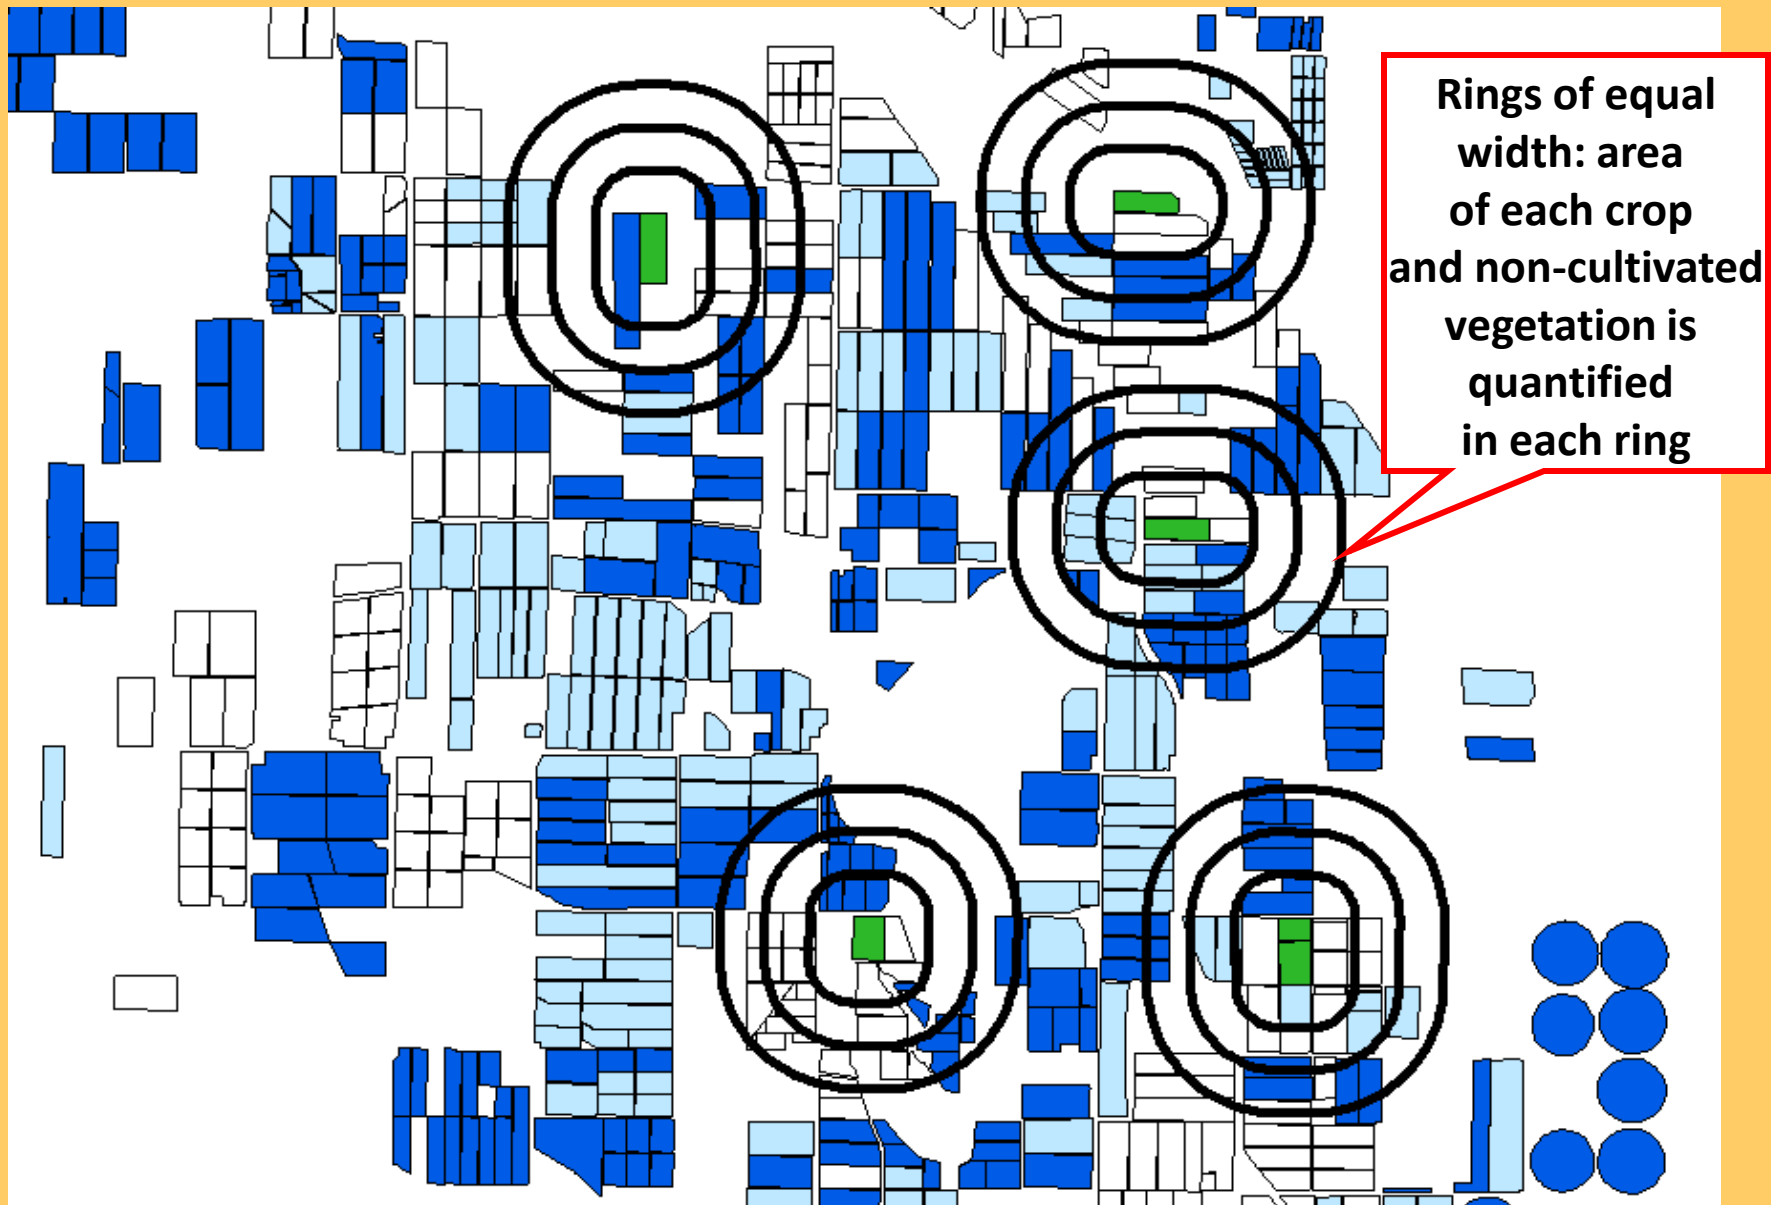 Rings of equal
width: area
of each crop
and non-cultivated
vegetation is
quantified
in each ring